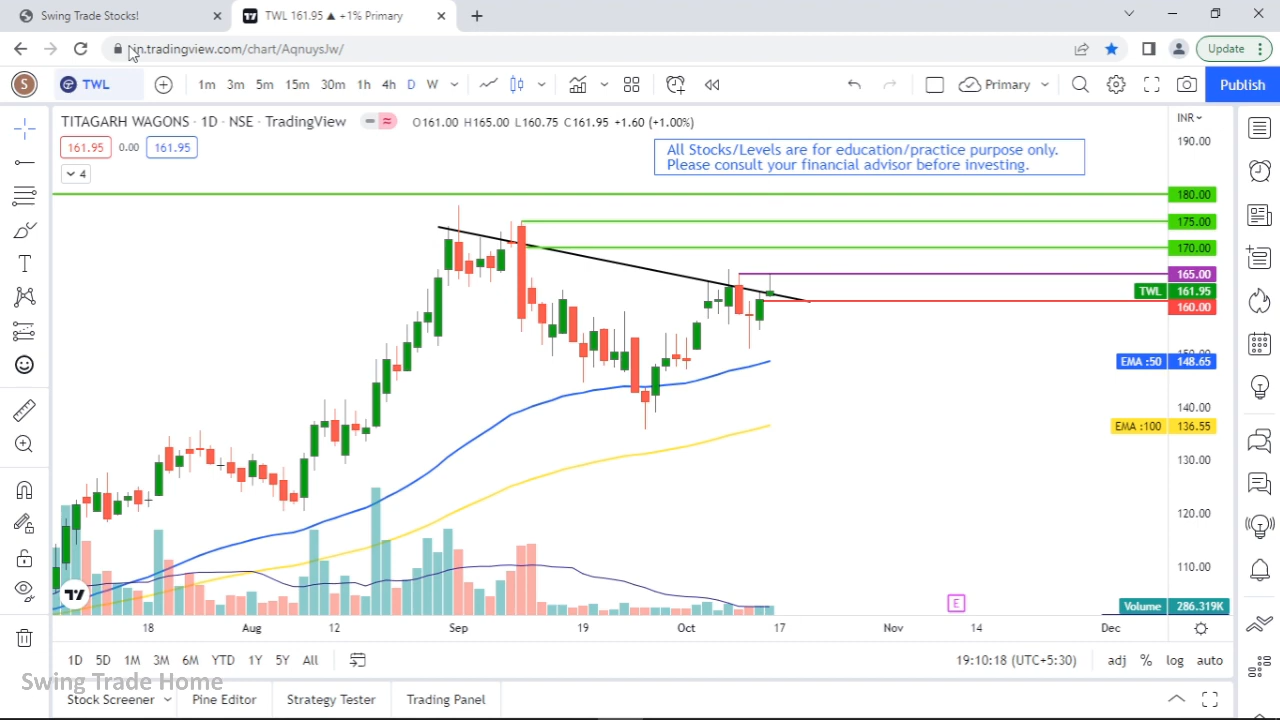 Swing Trade Stocks!
TWL 161.95 ▲ +1% Primary
in.tradingview.com/chart/AqnuysJw/
Update
S
TWL
1m 3m 5m 15m 30m 1h 4h D W
Primary
Publish
TITAGARH WAGONS · 1D · NSE · TradingView
O161.00 H165.00 L160.75 C161.95 +1.60 (+1.00%)
INR
161.95 0.00 161.95
4
All Stocks/Levels are for education/practice purpose only.
Please consult your financial advisor before investing.
190.00
180.00
175.00
170.00
165.00
TWL 161.95
160.00
150.00
EMA :50 148.65
140.00
EMA :100 136.55
130.00
120.00
110.00
E
Volume 286.319K
18 Aug 12 Sep 19 Oct 17 Nov 14 Dec
1D 5D 1M 3M 6M YTD 1Y 5Y All
19:10:18 (UTC+5:30) adj % log auto
Swing Trade Home
Stock Screener Pine Editor Strategy Tester Trading Panel